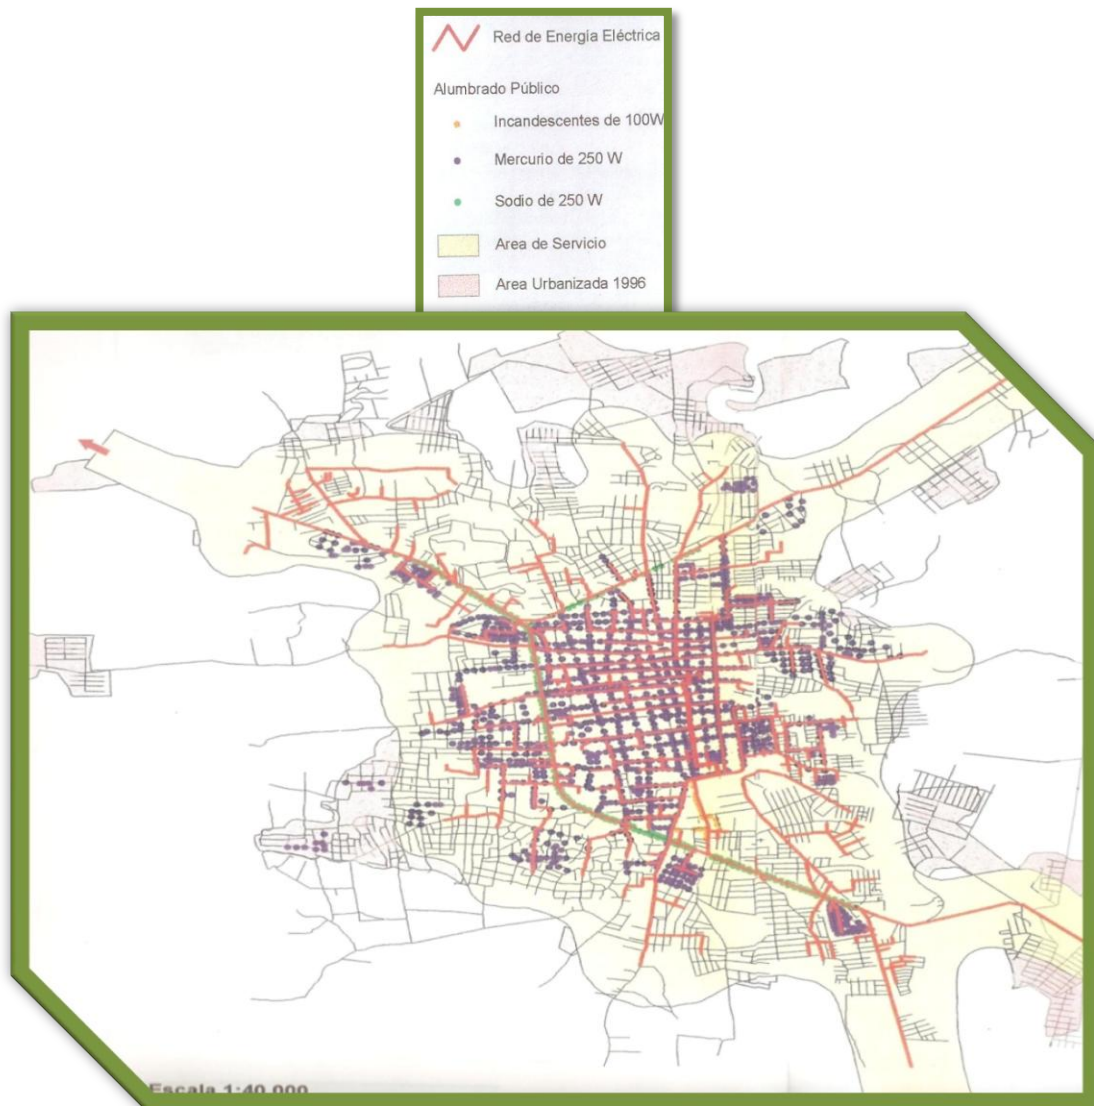 Red de Energía Eléctrica
Alumbrado Público
Incandescentes de 100W
Mercurio de 250 W
Sodio de 250 W
Area de Servicio
Area Urbanizada 1996
Escala 1:40 000